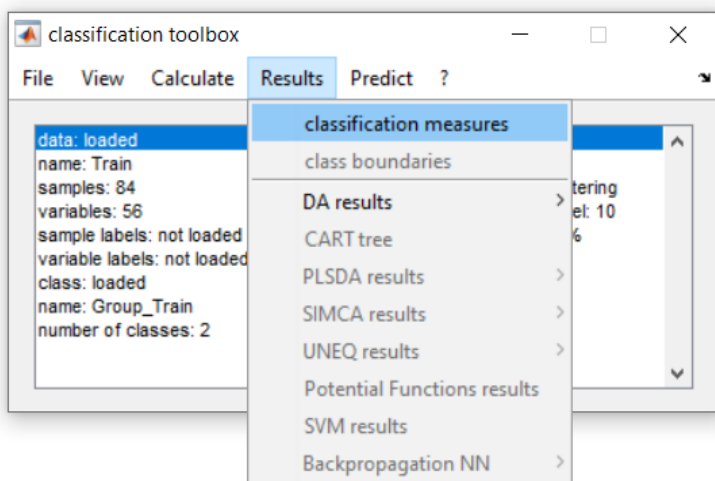 classification toolbox
File View Calculate Results Predict ?
data: loaded
name: Train
samples: 84
variables: 56
sample labels: not loaded
variable labels: not loaded
class: loaded
name: Group_Train
number of classes: 2
classification measures
class boundaries
DA results
CART tree
PLSDA results
SIMCA results
UNEQ results
Potential Functions results
SVM results
Backpropagation NN
tering
el: 10
%